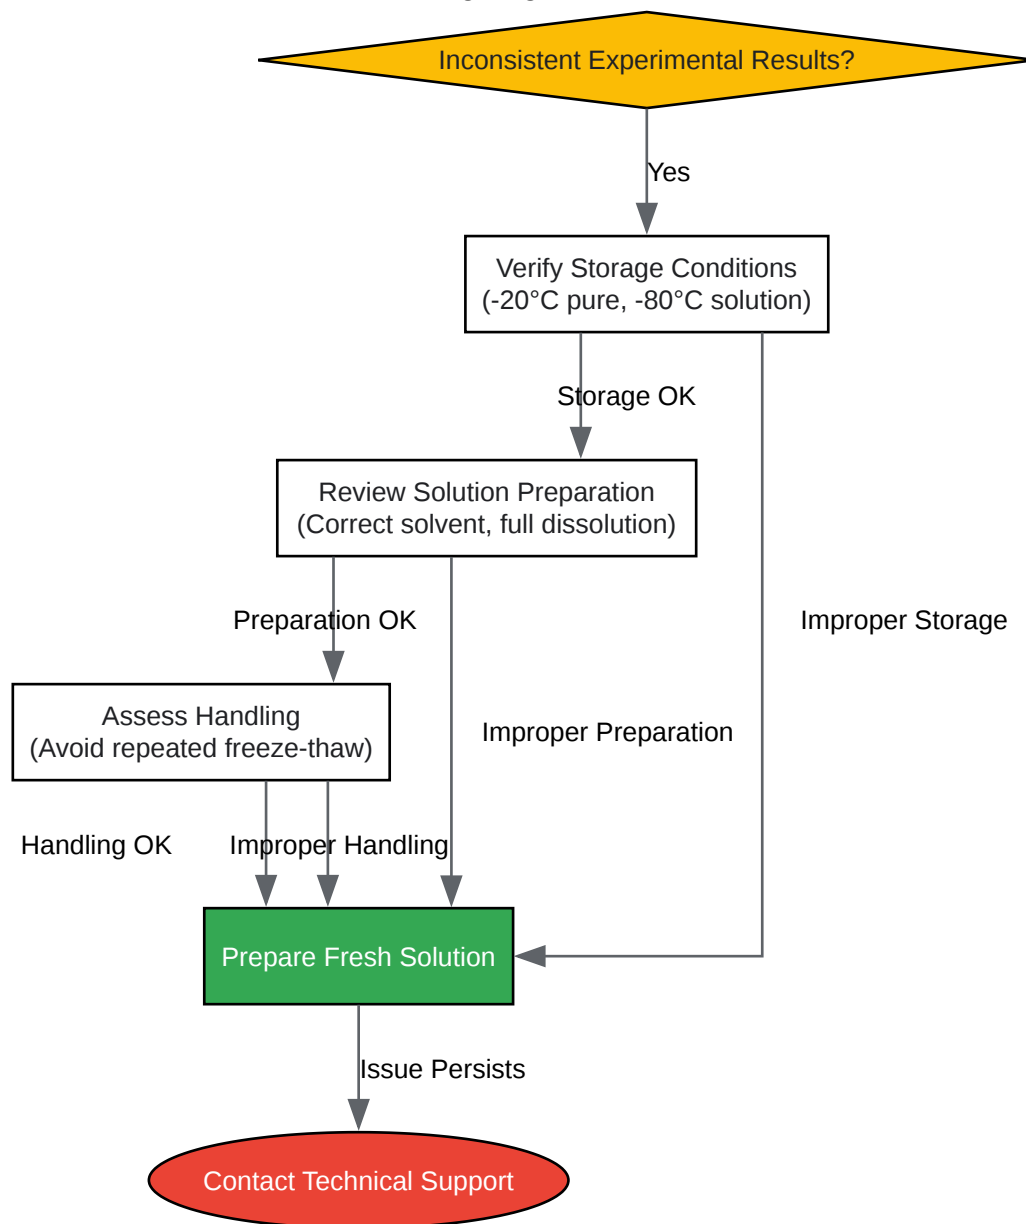 Inconsistent Experimental Results?
Yes
Verify Storage Conditions
(-20°C pure, -80°C solution)
Storage OK
Review Solution Preparation
(Correct solvent, full dissolution)
Preparation OK
Improper Storage
Assess Handling
(Avoid repeated freeze-thaw)
Improper Preparation
Handling OK
Improper Handling
Prepare Fresh Solution
Issue Persists
Contact Technical Support